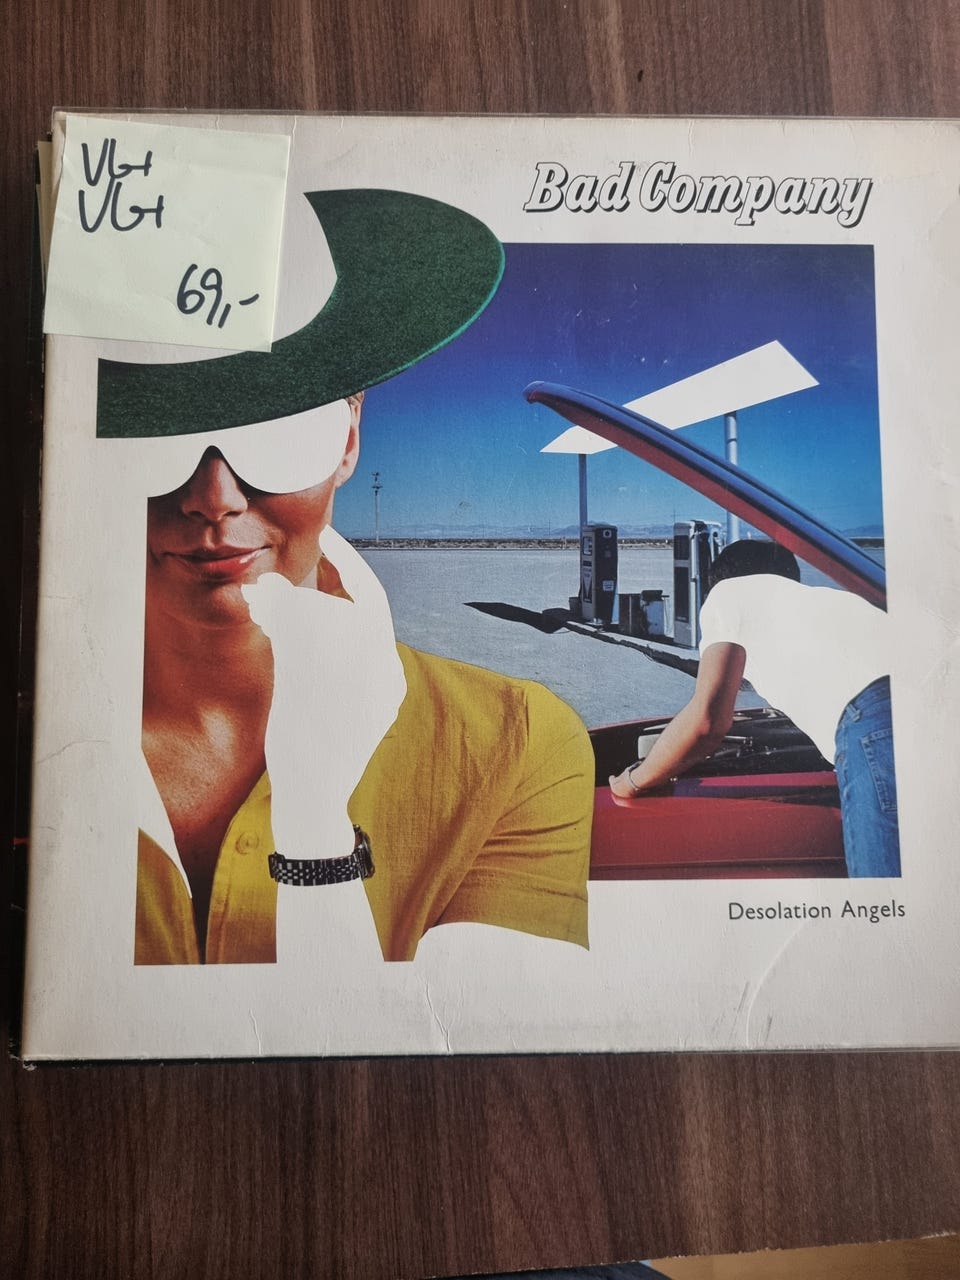 VG+
VG+
69,-
Bad Company
Desolation Angels